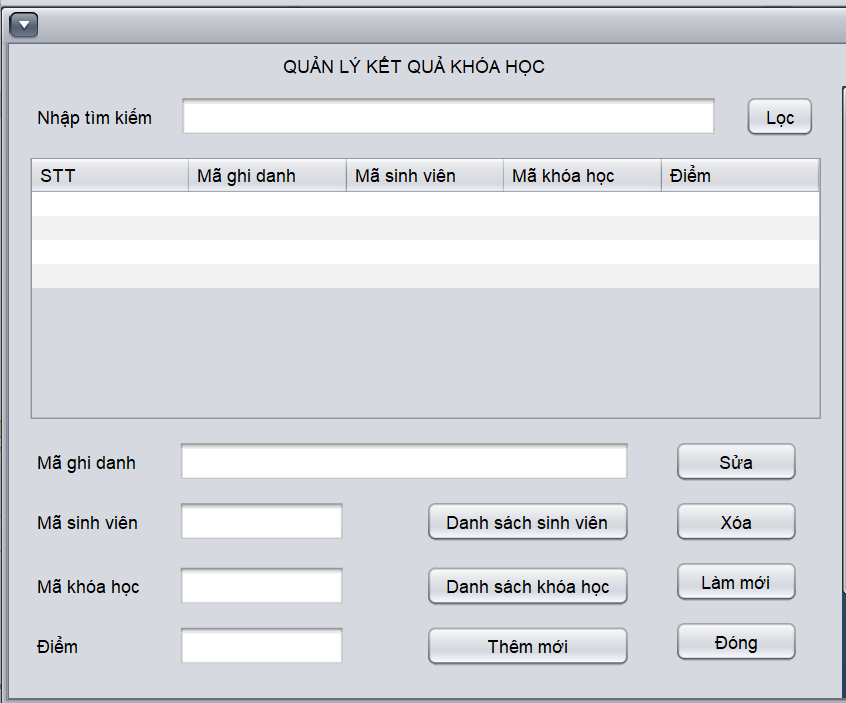 QUẢN LÝ KẾT QUẢ KHÓA HỌC
Nhập tìm kiếm Lọc
STT Mã ghi danh Mã sinh viên Mã khóa học Điểm
Mã ghi danh Sửa
Mã sinh viên Danh sách sinh viên Xóa
Mã khóa học Danh sách khóa học Làm mới
Điểm Thêm mới Đóng